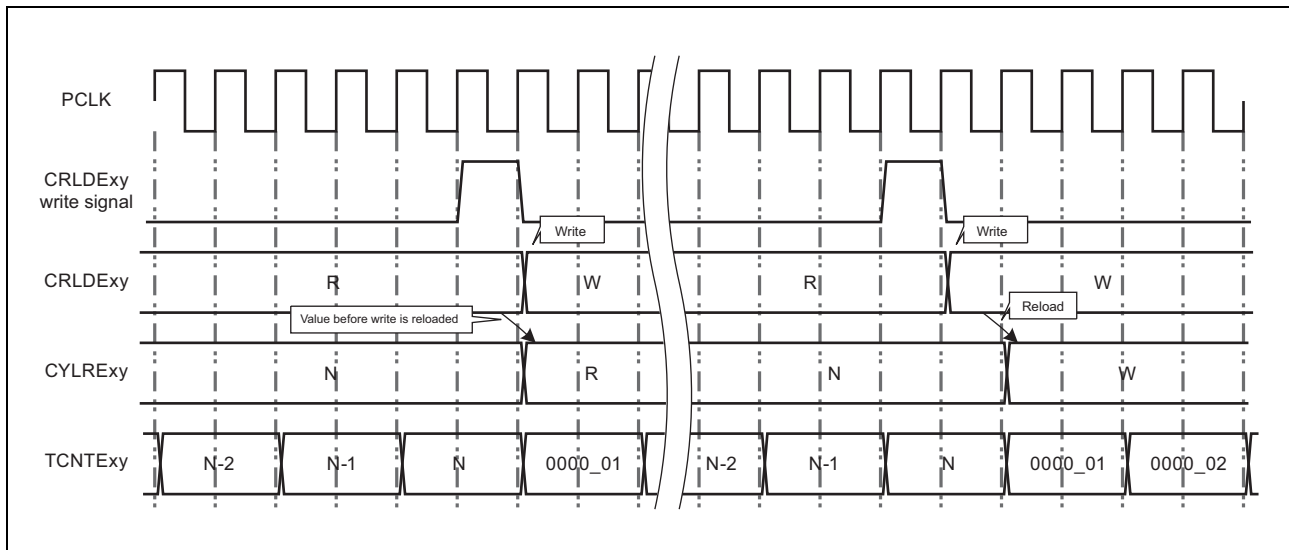 PCLK
CRLDExy
write signal
Write
Write
CRLDExy
R
W
R
W
Value before write is reloaded
Reload
CYLRExy
N
R
N
W
TCNTExy
N-2
N-1
N
0000_01
N-2
N-1
N
0000_01
0000_02